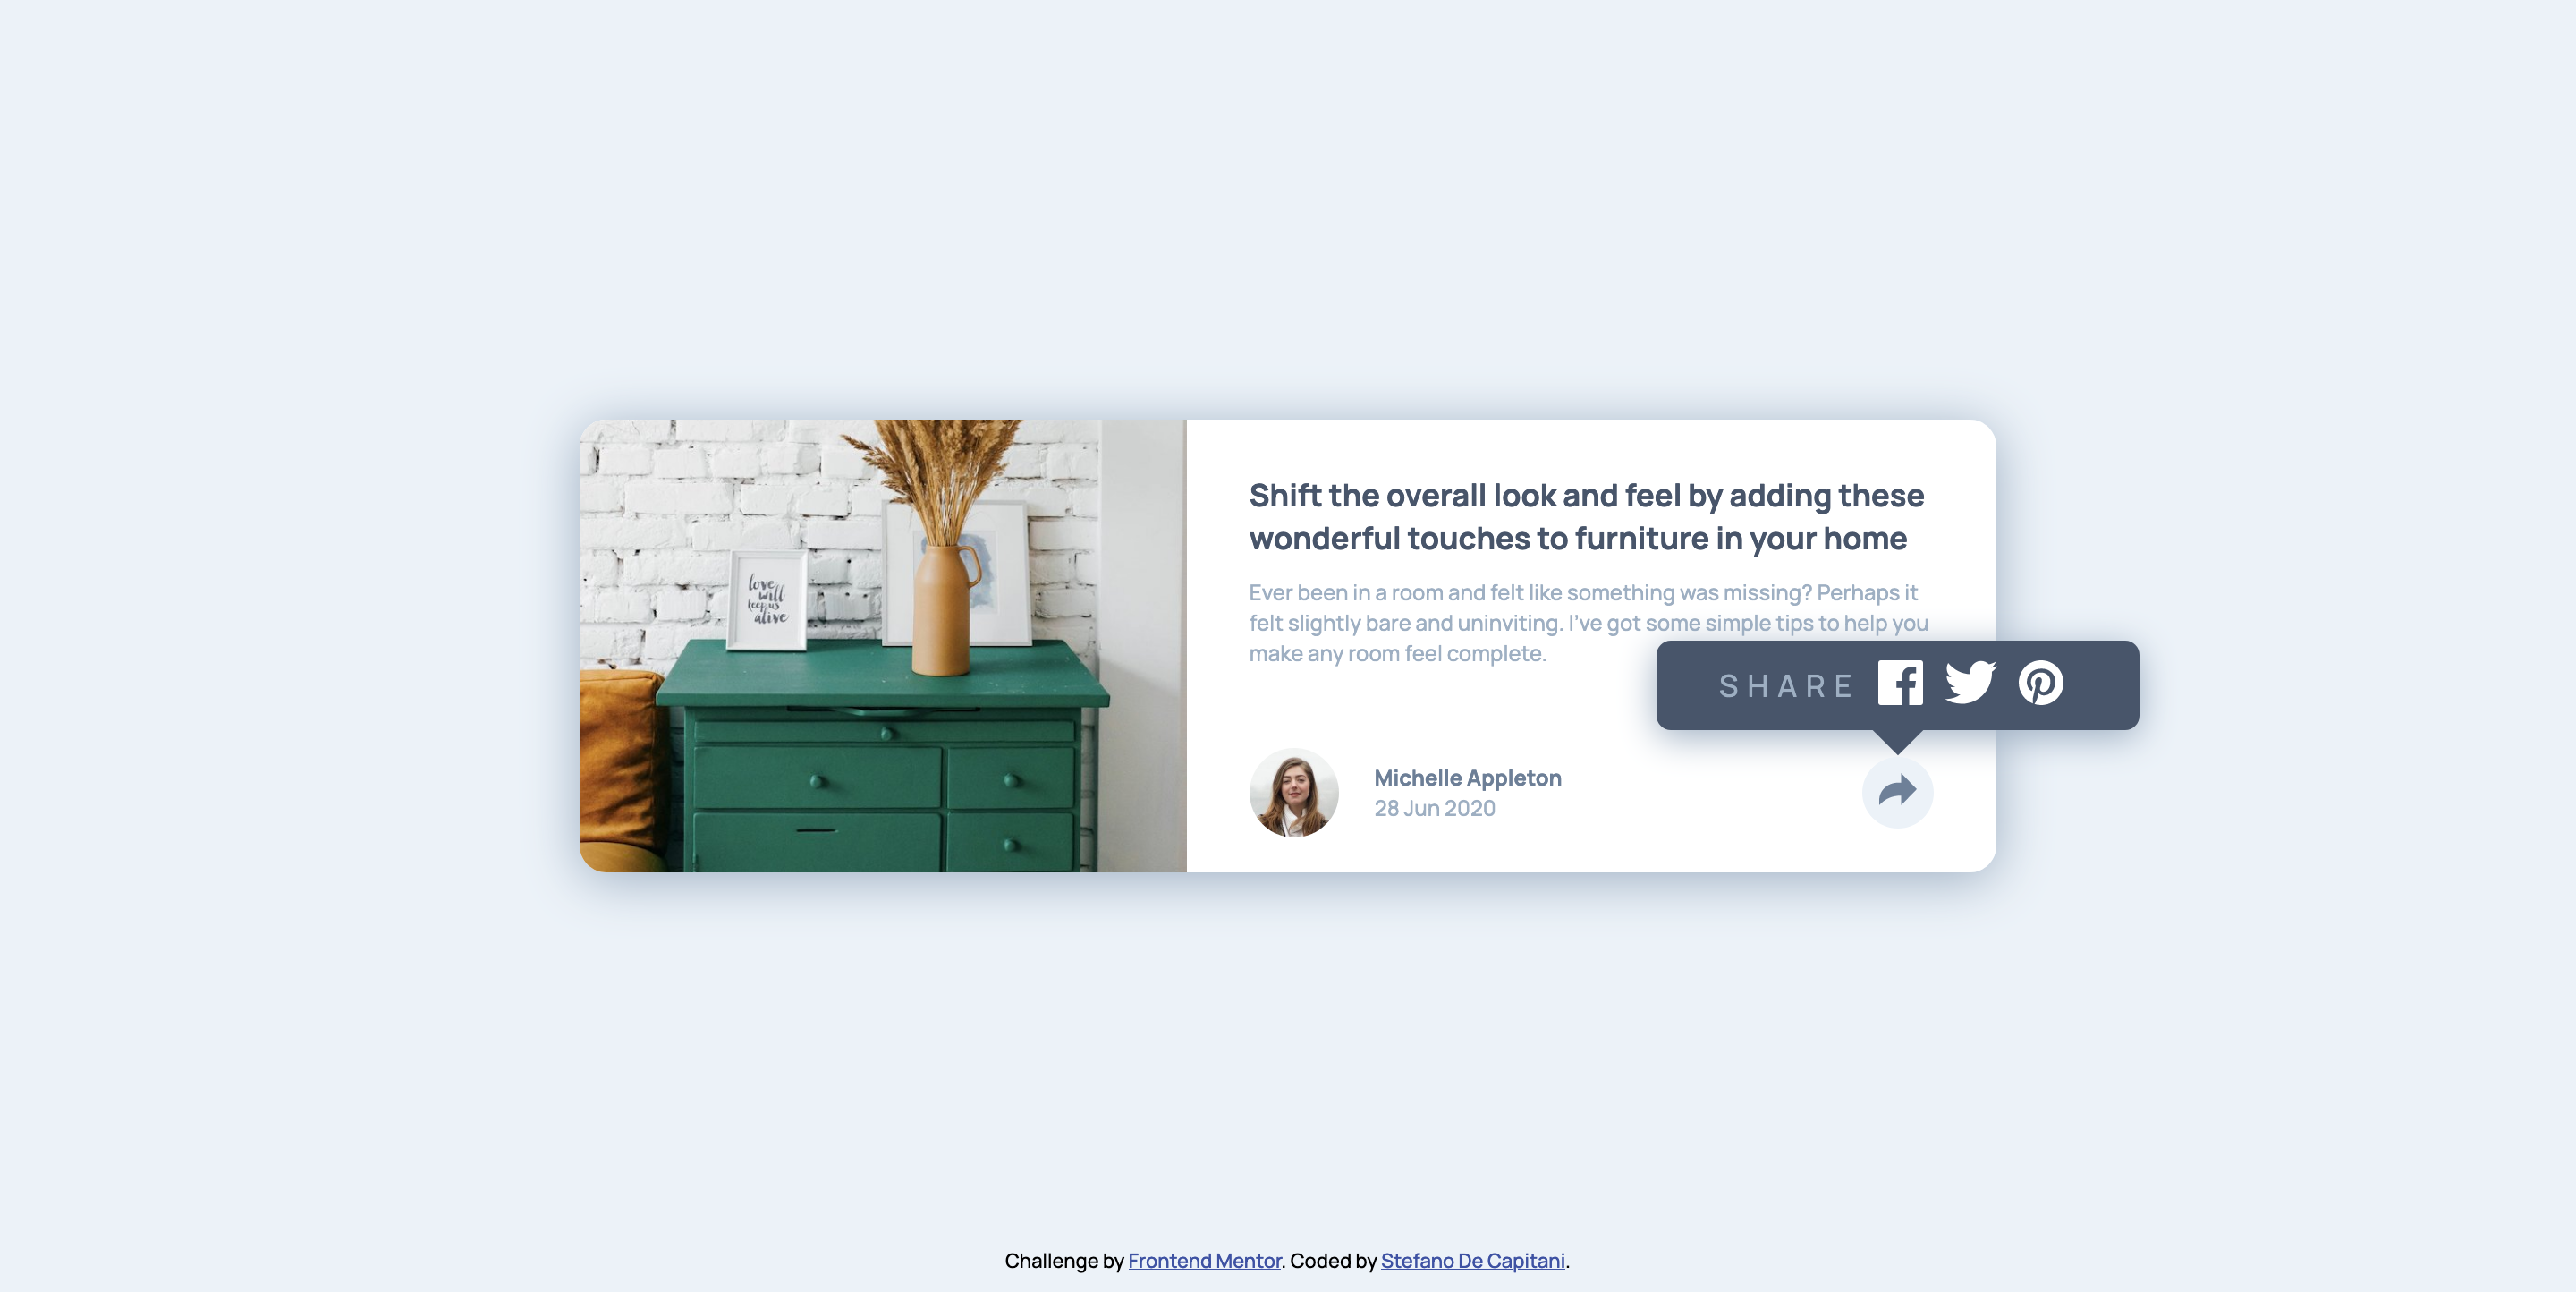 love
will
keep us
alive
Shift the overall look and feel by adding these
wonderful touches to furniture in your home
Ever been in a room and felt like something was missing? Perhaps it
felt slightly bare and uninviting. I've got some simple tips to help you
make any room feel complete.
SHARE
Michelle Appleton
28 Jun 2020
Challenge by Frontend Mentor. Coded by Stefano De Capitani.